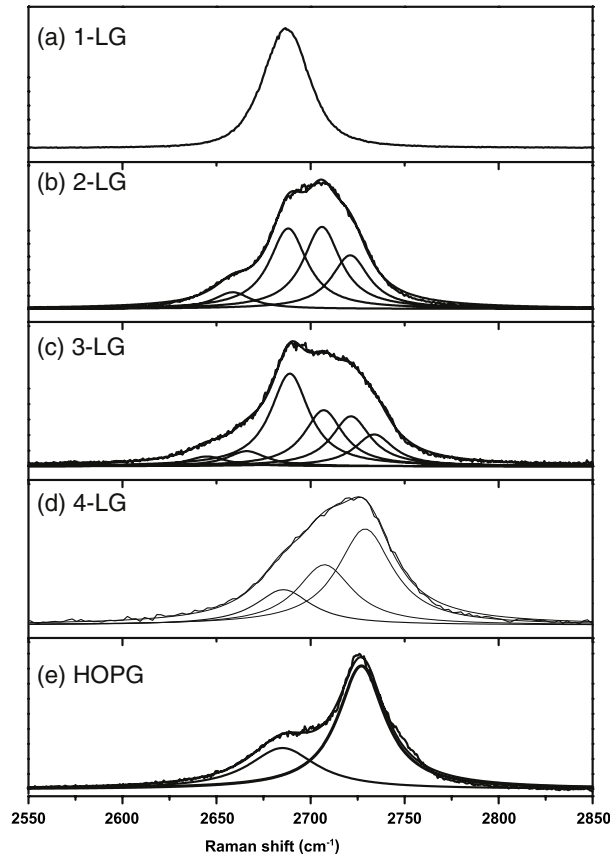 (a) 1-LG
(b) 2-LG
(c) 3-LG
(d) 4-LG
(e) HOPG
2550 2600 2650 2700 2750 2800 2850
Raman shift (cm⁻¹)